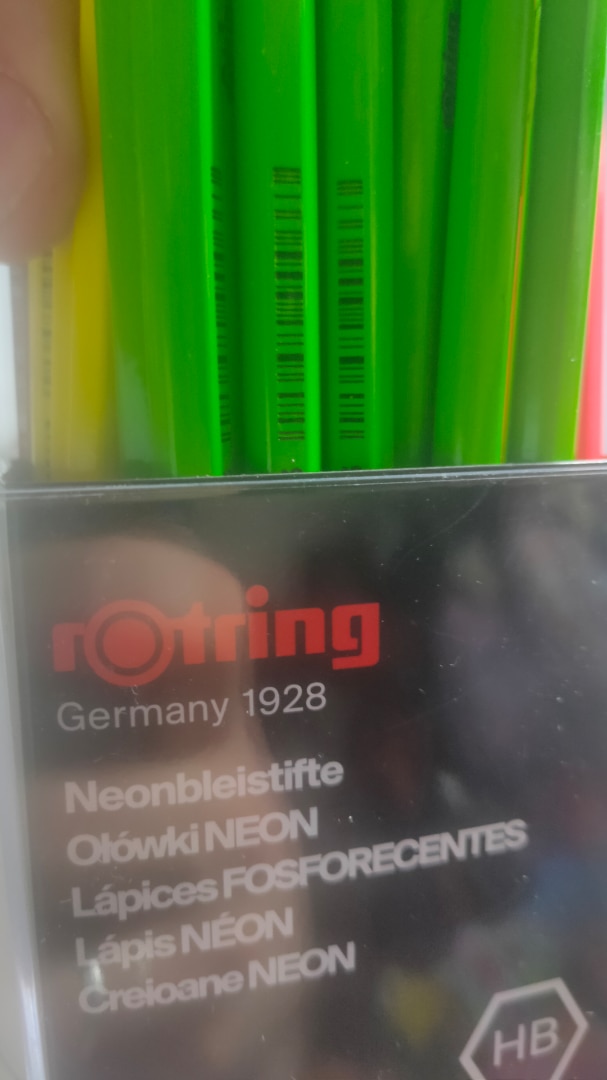 rOtring
Germany 1928
Neonbleistifte
Ołówki NEON
Lápices FOSFORECENTES
Lápis NÉON
Creioane NEON
HB